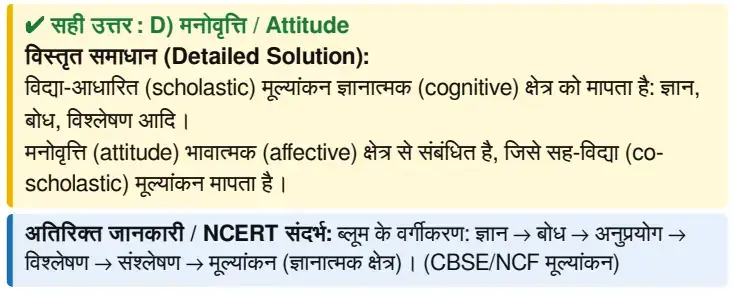 ✔ सही उत्तर : D) मनोवृत्ति / Attitude
विस्तृत समाधान (Detailed Solution):
विद्या-आधारित (scholastic) मूल्यांकन ज्ञानात्मक (cognitive) क्षेत्र को मापता है: ज्ञान,
बोध, विश्लेषण आदि ।
मनोवृत्ति (attitude) भावात्मक (affective) क्षेत्र से संबंधित है, जिसे सह-विद्या (co-
scholastic) मूल्यांकन मापता है ।
अतिरिक्त जानकारी / NCERT संदर्भ: ब्लूम के वर्गीकरण: ज्ञान → बोध → अनुप्रयोग →
विश्लेषण → संश्लेषण → मूल्यांकन (ज्ञानात्मक क्षेत्र) । (CBSE/NCF मूल्यांकन)